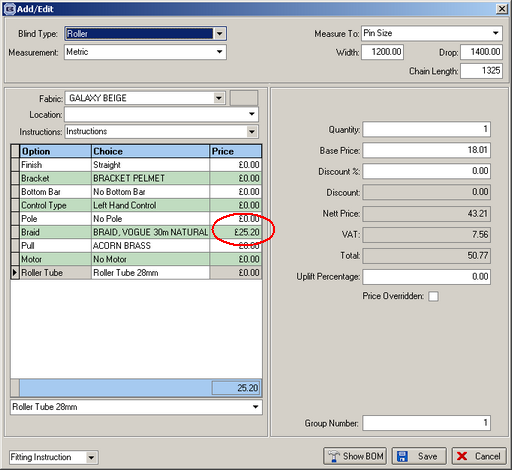 Add/Edit
Blind Type: Roller Measure To: Pin Size
Measurement: Metric Width: 1200.00 Drop: 1400.00
Chain Length: 1325
Fabric: GALAXY BEIGE
Location:
Instructions: Instructions
Option Choice Price
Finish Straight £0.00
Bracket BRACKET PELMET £0.00
Bottom Bar No Bottom Bar £0.00
Control Type Left Hand Control £0.00
Pole No Pole £0.00
Braid BRAID, VOGUE 30m NATURAL £25.20
Pull ACORN BRASS £0.00
Motor No Motor £0.00
Roller Tube Roller Tube 28mm £0.00
25.20
Roller Tube 28mm
Quantity: 1
Base Price: 18.01
Discount %: 0.00
Discount: 0.00
Nett Price: 43.21
VAT: 7.56
Total: 50.77
Uplift Percentage: 0.00
Price Overridden:
Group Number: 1
Fitting Instruction Show BOM Save Cancel